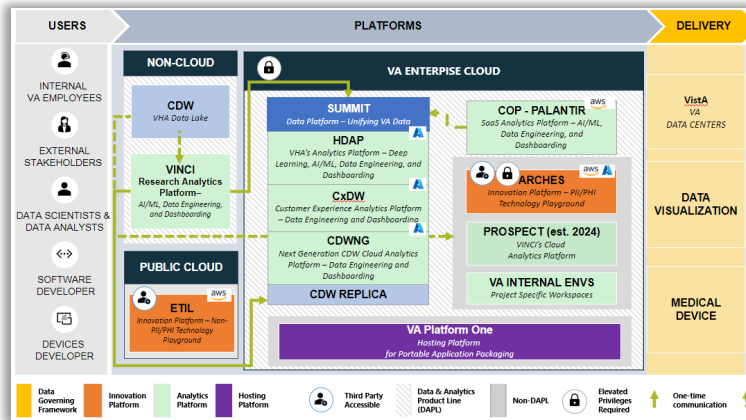 USERS
PLATFORMS
DELIVERY
INTERNAL
VA EMPLOYEES
EXTERNAL
STAKEHOLDERS
DATA SCIENTISTS &
DATA ANALYSTS
SOFTWARE
DEVELOPER
DEVICES
DEVELOPER
NON-CLOUD
CDW
VHA Data Lake
VINCI
Research Analytics
Platform–
AI/ML, Data Engineering,
and Dashboarding
PUBLIC CLOUD
aws
ETIL
Innovation Platform – Non-
PII/PHI Technology
Playground
VA ENTERPISE CLOUD
SUMMIT
Data Platform – Unifying VA Data
HDAP
VHA's Analytics Platform – Deep
Learning, AI/ML, Data Engineering, and
Dashboarding
CxDW
Customer Experience Analytics Platform
– Data Engineering and Dashboarding
CDWNG
Next Generation CDW Cloud Analytics
Platform – Data Engineering and
Dashboarding
CDW REPLICA
aws
COP - PALANTIR
SaaS Analytics Platform – AI/ML,
Data Engineering, and
Dashboarding
aws
ARCHES
Innovation Platform – PII/PHI
Technology Playground
PROSPECT (est. 2024)
VINCI's Cloud
Analytics Platform
VA INTERNAL ENVS
Project Specific Workspaces
VA Platform One
Hosting Platform
for Portable Application Packaging
VistA
VA
DATA CENTERS
DATA
VISUALIZATION
MEDICAL
DEVICE
Data
Governing
Framework
Innovation
Platform
Analytics
Platform
Hosting
Platform
Third Party
Accessible
Data & Analytics
Product Line
(DAPL)
Non-DAPL
Elevated
Privileges
Required
One-time
communication